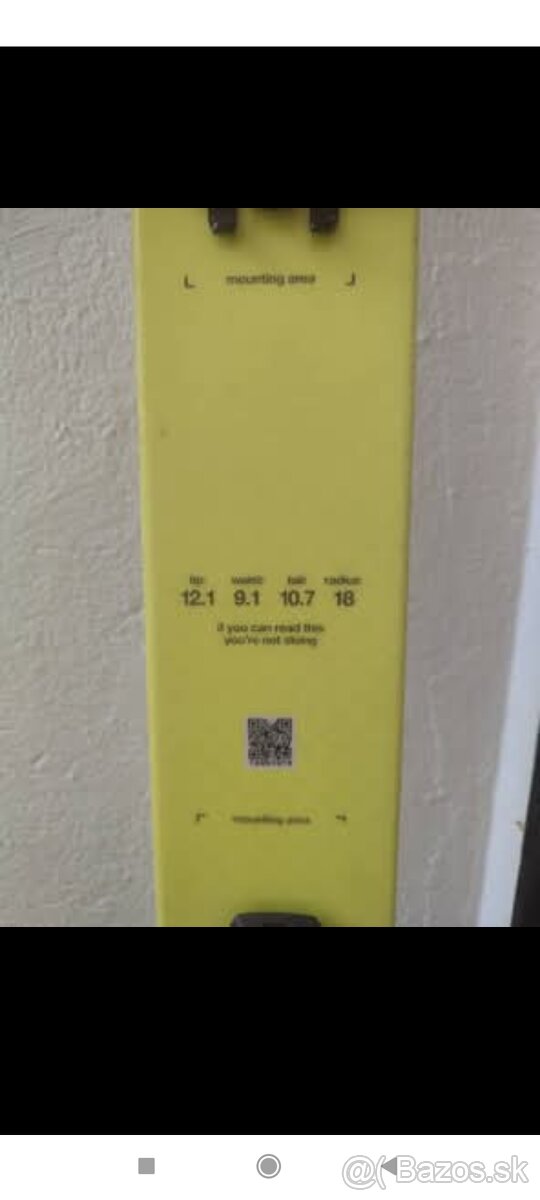 mounting area
tip waist tail radius
12.1 9.1 10.7 18
if you can read this
you're not skiing
mounting area
@( Bazos.sk